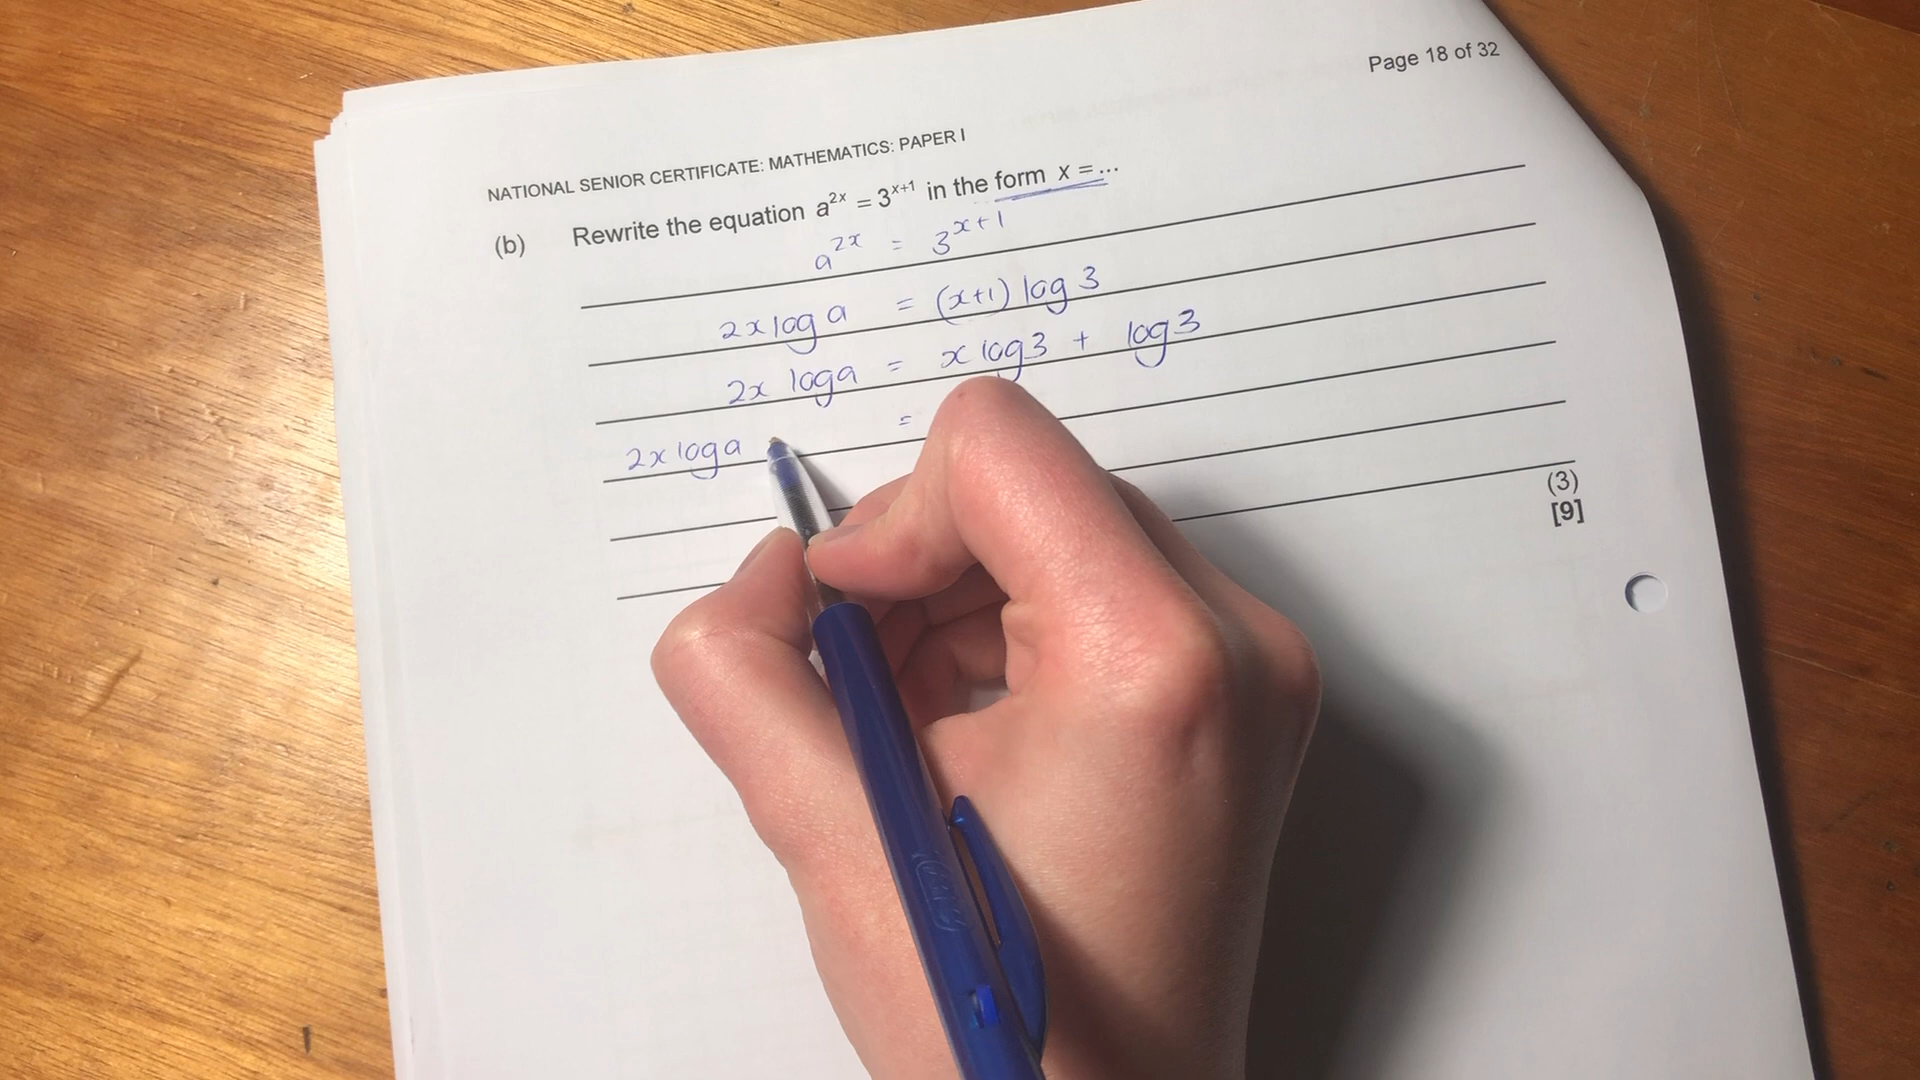 Page 18 of 32
NATIONAL SENIOR CERTIFICATE: MATHEMATICS: PAPER I
(b) Rewrite the equation a^{2x} = 3^{x+1} in the form x = ...
a^{2x} = 3^{x+1}
2x log a = (x+1) log 3
2x log a = x log 3 + log 3
2x log a =
(3)
[9]